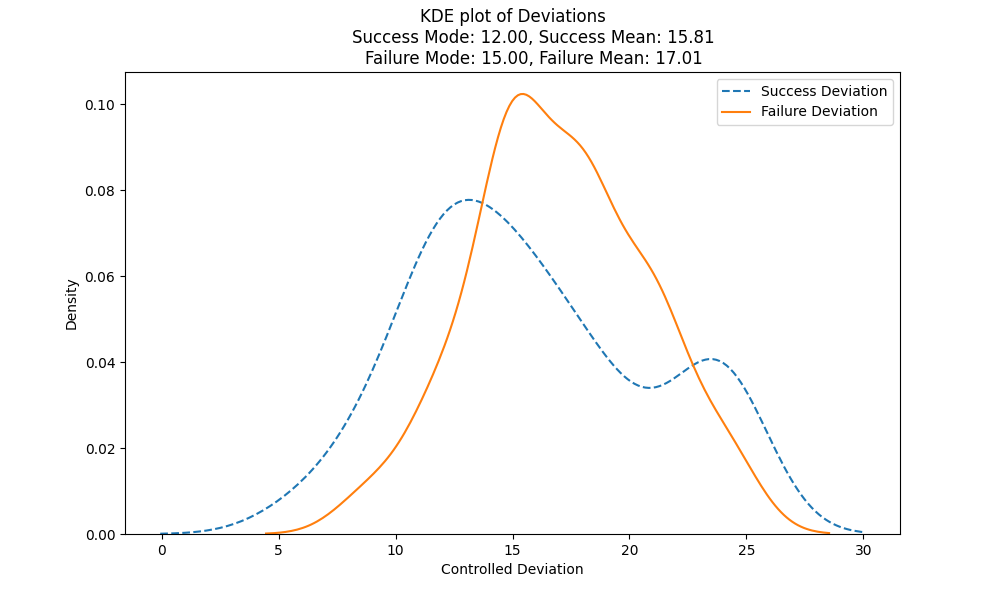 KDE plot of Deviations
Success Mode: 12.00, Success Mean: 15.81
Failure Mode: 15.00, Failure Mean: 17.01
Success Deviation
Failure Deviation
0.10
0.08
0.06
0.04
0.02
0.00
Density
0 5 10 15 20 25 30
Controlled Deviation